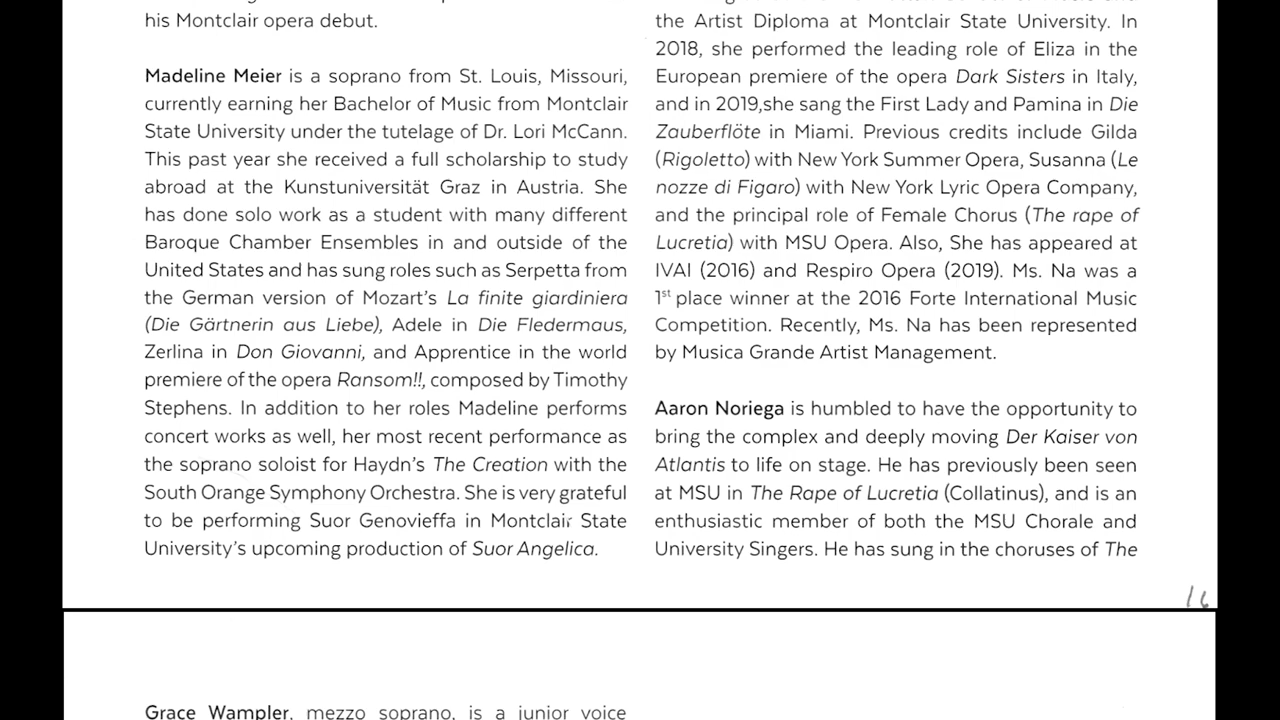 his Montclair opera debut.
Madeline Meier is a soprano from St. Louis, Missouri,
currently earning her Bachelor of Music from Montclair
State University under the tutelage of Dr. Lori McCann.
This past year she received a full scholarship to study
abroad at the Kunstuniversität Graz in Austria. She
has done solo work as a student with many different
Baroque Chamber Ensembles in and outside of the
United States and has sung roles such as Serpetta from
the German version of Mozart's La finite giardiniera
(Die Gärtnerin aus Liebe), Adele in Die Fledermaus,
Zerlina in Don Giovanni, and Apprentice in the world
premiere of the opera Ransom!!, composed by Timothy
Stephens. In addition to her roles Madeline performs
concert works as well, her most recent performance as
the soprano soloist for Haydn's The Creation with the
South Orange Symphony Orchestra. She is very grateful
to be performing Suor Genovieffa in Montclair State
University's upcoming production of Suor Angelica.
the Artist Diploma at Montclair State University. In
2018, she performed the leading role of Eliza in the
European premiere of the opera Dark Sisters in Italy,
and in 2019,she sang the First Lady and Pamina in Die
Zauberflöte in Miami. Previous credits include Gilda
(Rigoletto) with New York Summer Opera, Susanna (Le
nozze di Figaro) with New York Lyric Opera Company,
and the principal role of Female Chorus (The rape of
Lucretia) with MSU Opera. Also, She has appeared at
IVAI (2016) and Respiro Opera (2019). Ms. Na was a
1st place winner at the 2016 Forte International Music
Competition. Recently, Ms. Na has been represented
by Musica Grande Artist Management.
Aaron Noriega is humbled to have the opportunity to
bring the complex and deeply moving Der Kaiser von
Atlantis to life on stage. He has previously been seen
at MSU in The Rape of Lucretia (Collatinus), and is an
enthusiastic member of both the MSU Chorale and
University Singers. He has sung in the choruses of The
16
Grace Wampler, mezzo soprano, is a junior voice